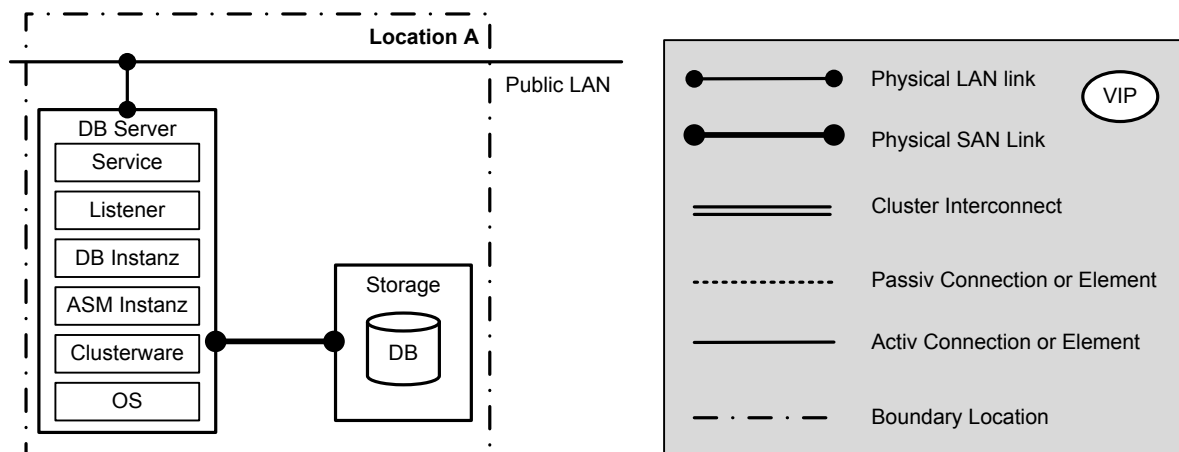 Location A
Public LAN
DB Server
Service
Listener
DB Instanz
ASM Instanz
Clusterware
OS
Storage
DB
Physical LAN link
VIP
Physical SAN Link
Cluster Interconnect
Passiv Connection or Element
Activ Connection or Element
Boundary Location